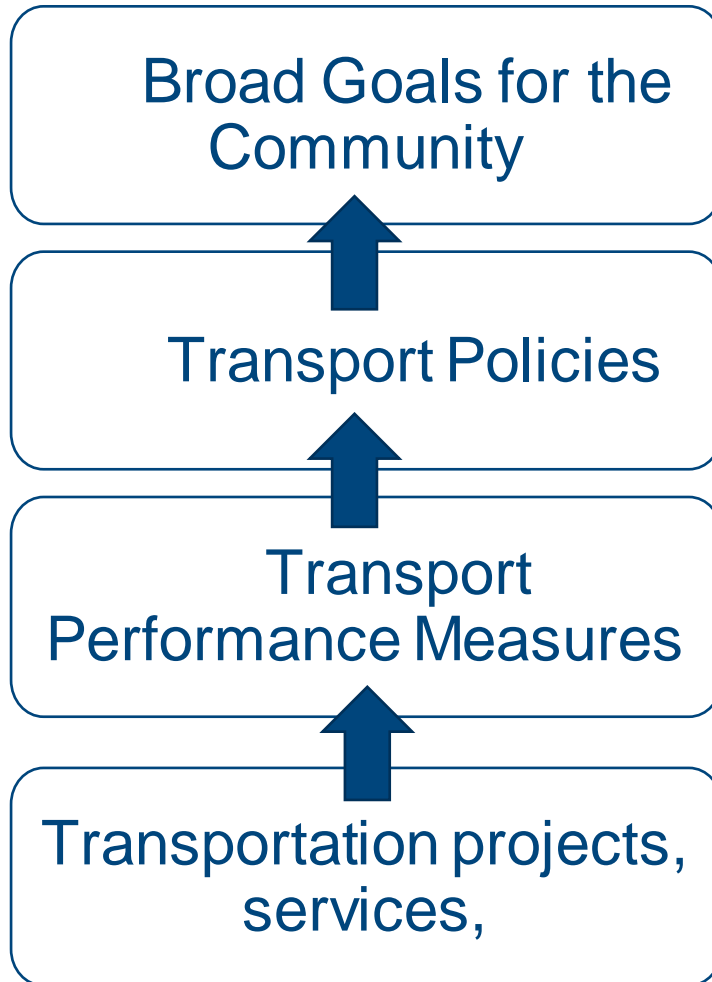 Broad Goals for the
Community
Transport Policies
Transport
Performance Measures
Transportation projects,
services,